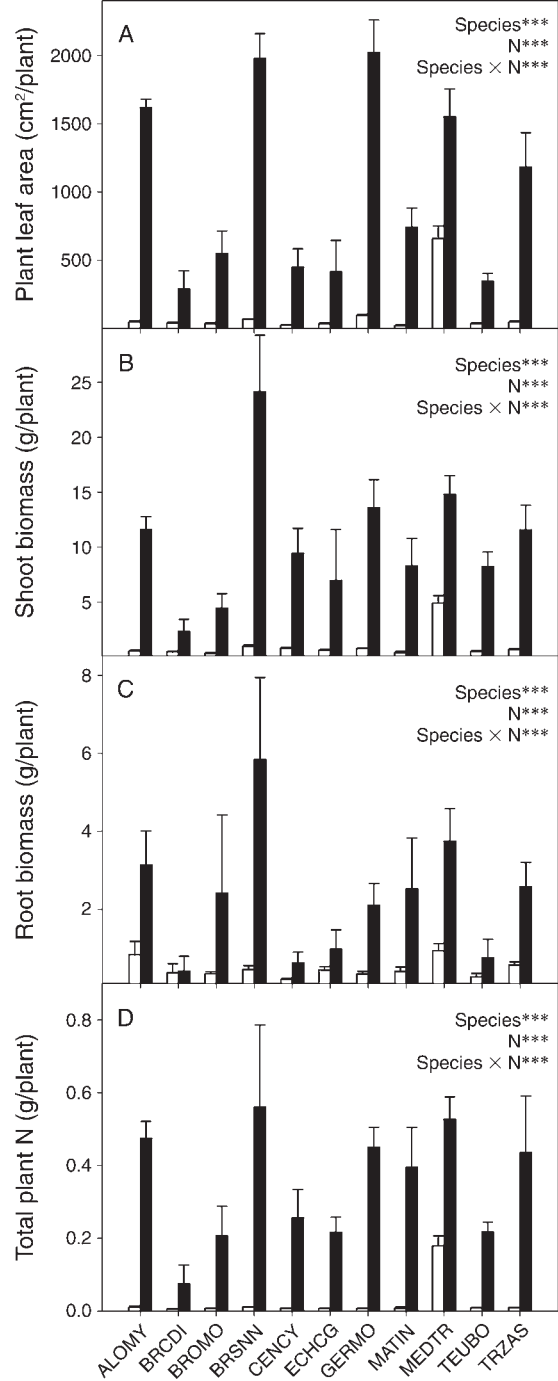 A
Species***
N***
Species × N***
Plant leaf area (cm²/plant)
2000
1500
1000
500
B
Species***
N***
Species × N***
Shoot biomass (g/plant)
25
20
15
10
5
C
Species***
N***
Species × N***
Root biomass (g/plant)
8
6
4
2
D
Species***
N***
Species × N***
Total plant N (g/plant)
0.8
0.6
0.4
0.2
0.0
ALOMY
BRCDI
BROMO
BRSNN
CENCY
ECHCG
GERMO
MATIN
MEDTR
TEUBO
TRZAS